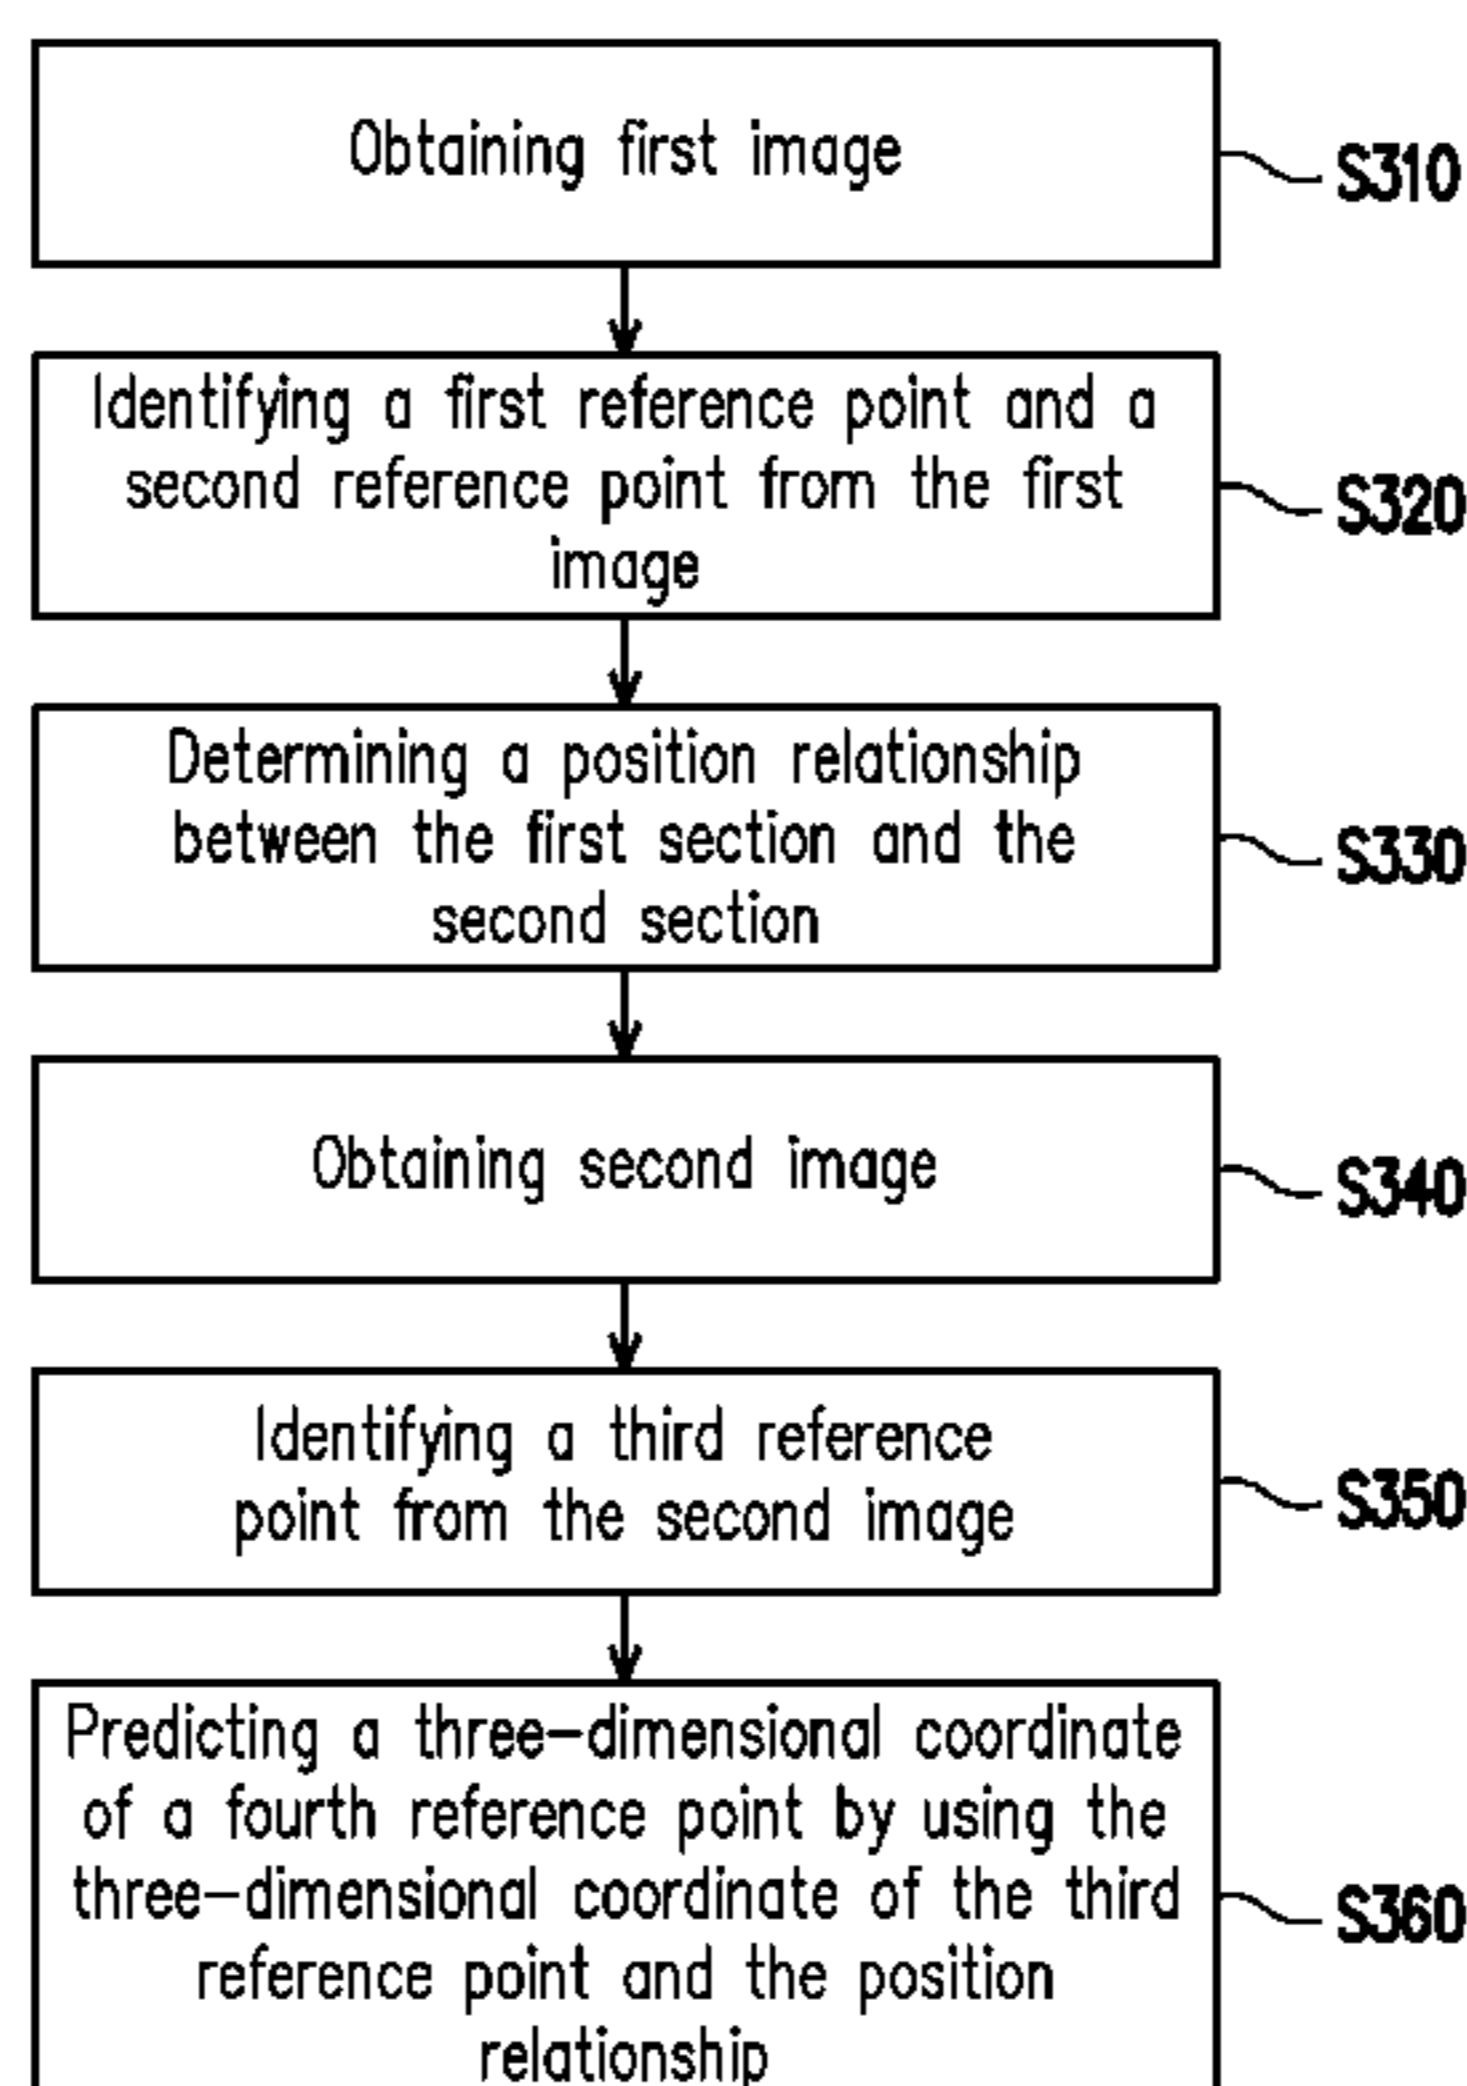 Obtaining first image
S310
Identifying a first reference point and a
second reference point from the first
image
S320
Determining a position relationship
between the first section and the
second section
S330
Obtaining second image
S340
Identifying a third reference
point from the second image
S350
Predicting a three-dimensional coordinate
of a fourth reference point by using the
three-dimensional coordinate of the third
reference point and the position
relationship
S360